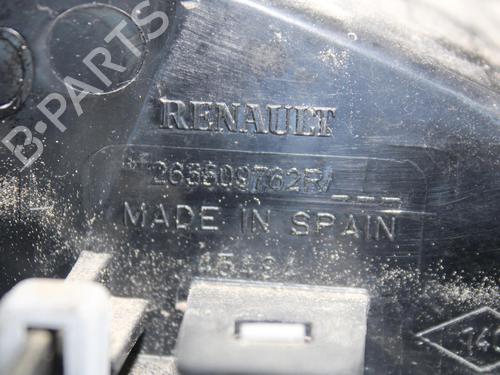 B-PARTS
RENAULT
265509762R/
MADE IN SPAIN